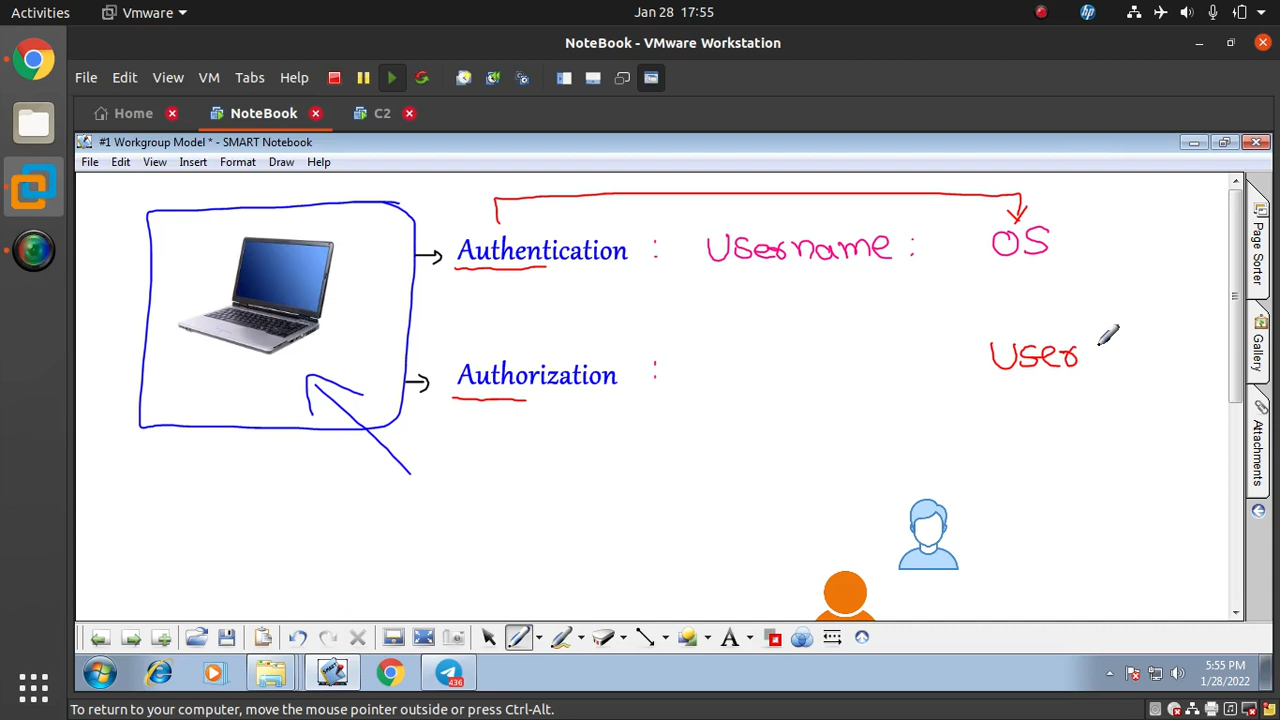 Activities
Vmware
Jan 28 17:55
NoteBook - VMware Workstation
File Edit View VM Tabs Help
Home NoteBook C2
#1 Workgroup Model * - SMART Notebook
File Edit View Insert Format Draw Help
Authentication : Username : OS
User
Authorization :
Page Sorter
Gallery
Attachments
A
436
5:55 PM
1/28/2022
To return to your computer, move the mouse pointer outside or press Ctrl-Alt.